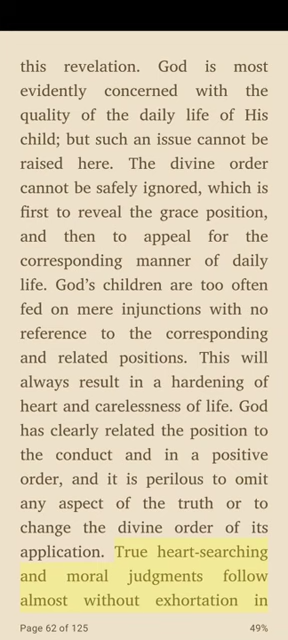 this revelation. God is most
evidently concerned with the
quality of the daily life of His
child; but such an issue cannot be
raised here. The divine order
cannot be safely ignored, which is
first to reveal the grace position,
and then to appeal for the
corresponding manner of daily
life. God’s children are too often
fed on mere injunctions with no
reference to the corresponding
and related positions. This will
always result in a hardening of
heart and carelessness of life. God
has clearly related the position to
the conduct and in a positive
order, and it is perilous to omit
any aspect of the truth or to
change the divine order of its
application. True heart-searching
and moral judgments follow
almost without exhortation in
Page 62 of 125 49%